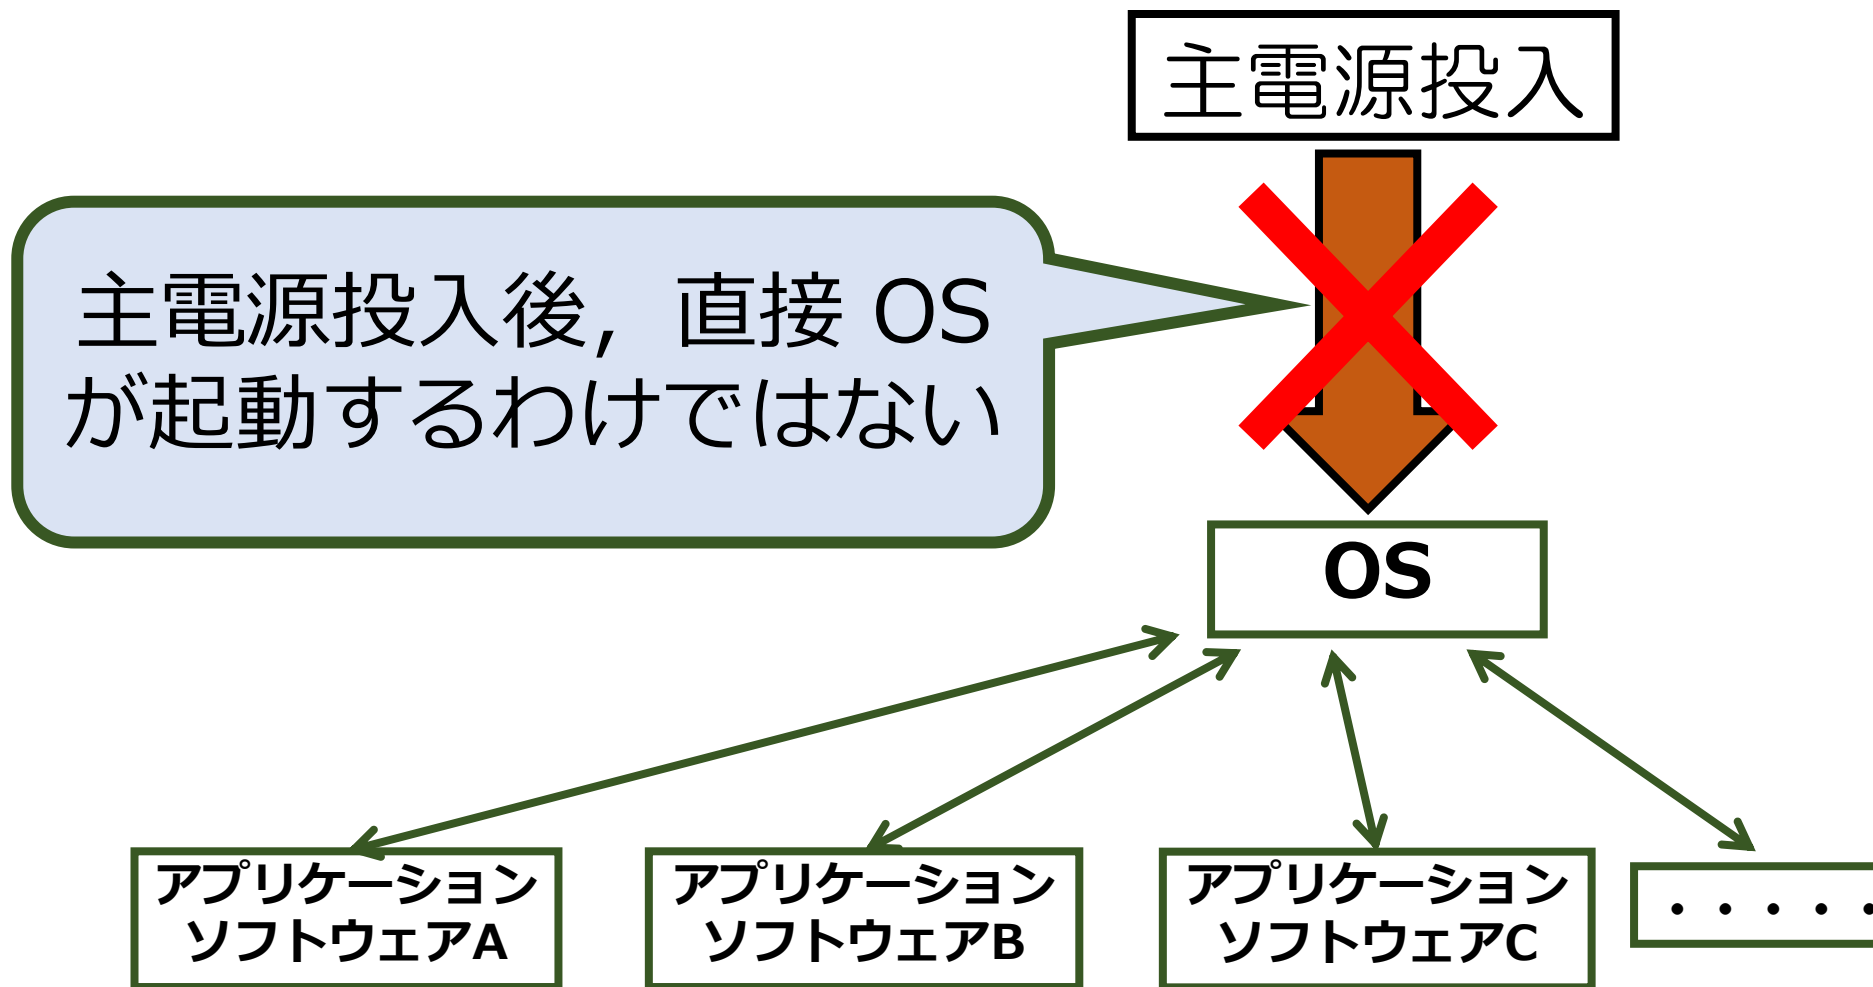 主電源投入
主電源投入後，直接 OS
が起動するわけではない
OS
アプリケーション
ソフトウェアA
アプリケーション
ソフトウェアB
アプリケーション
ソフトウェアC
・・・・・